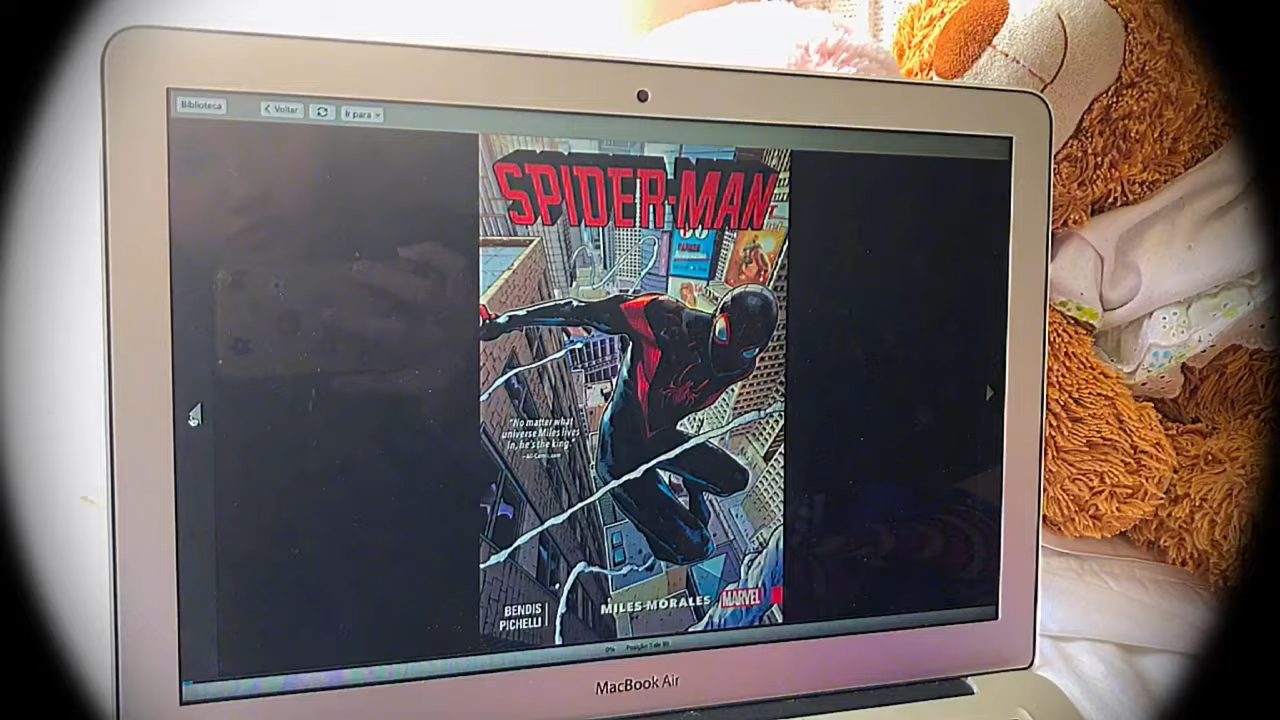 Biblioteca
Voltar
Ir para
SPIDER-MAN
"No matter what
universe Miles lives
in, he's the king."
BENDIS
PICHELLI
MILES MORALES
MARVEL
0%
MacBook Air